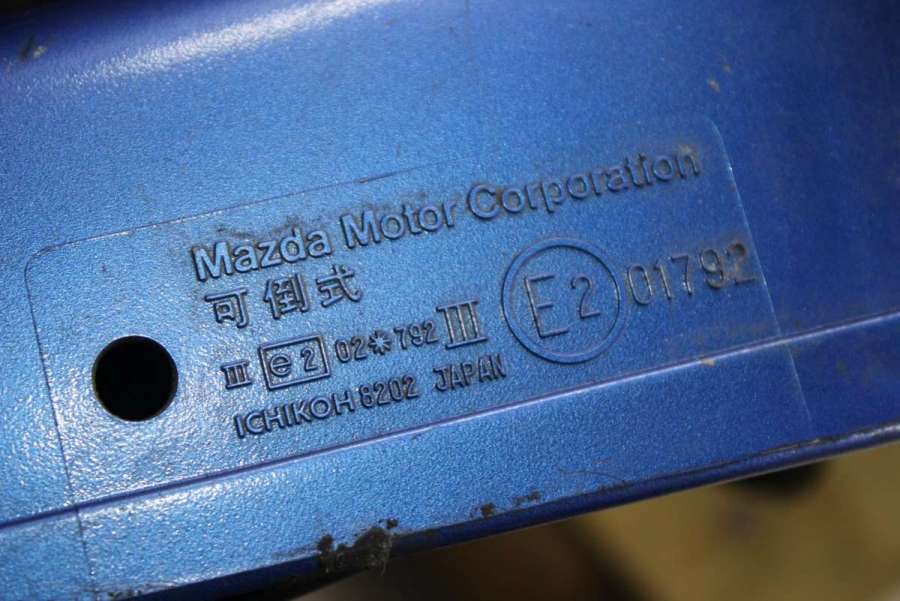 Mazda Motor Corporation
可倒式
III e2 02*792 III E2 01792
ICHIKOH 8202 JAPAN